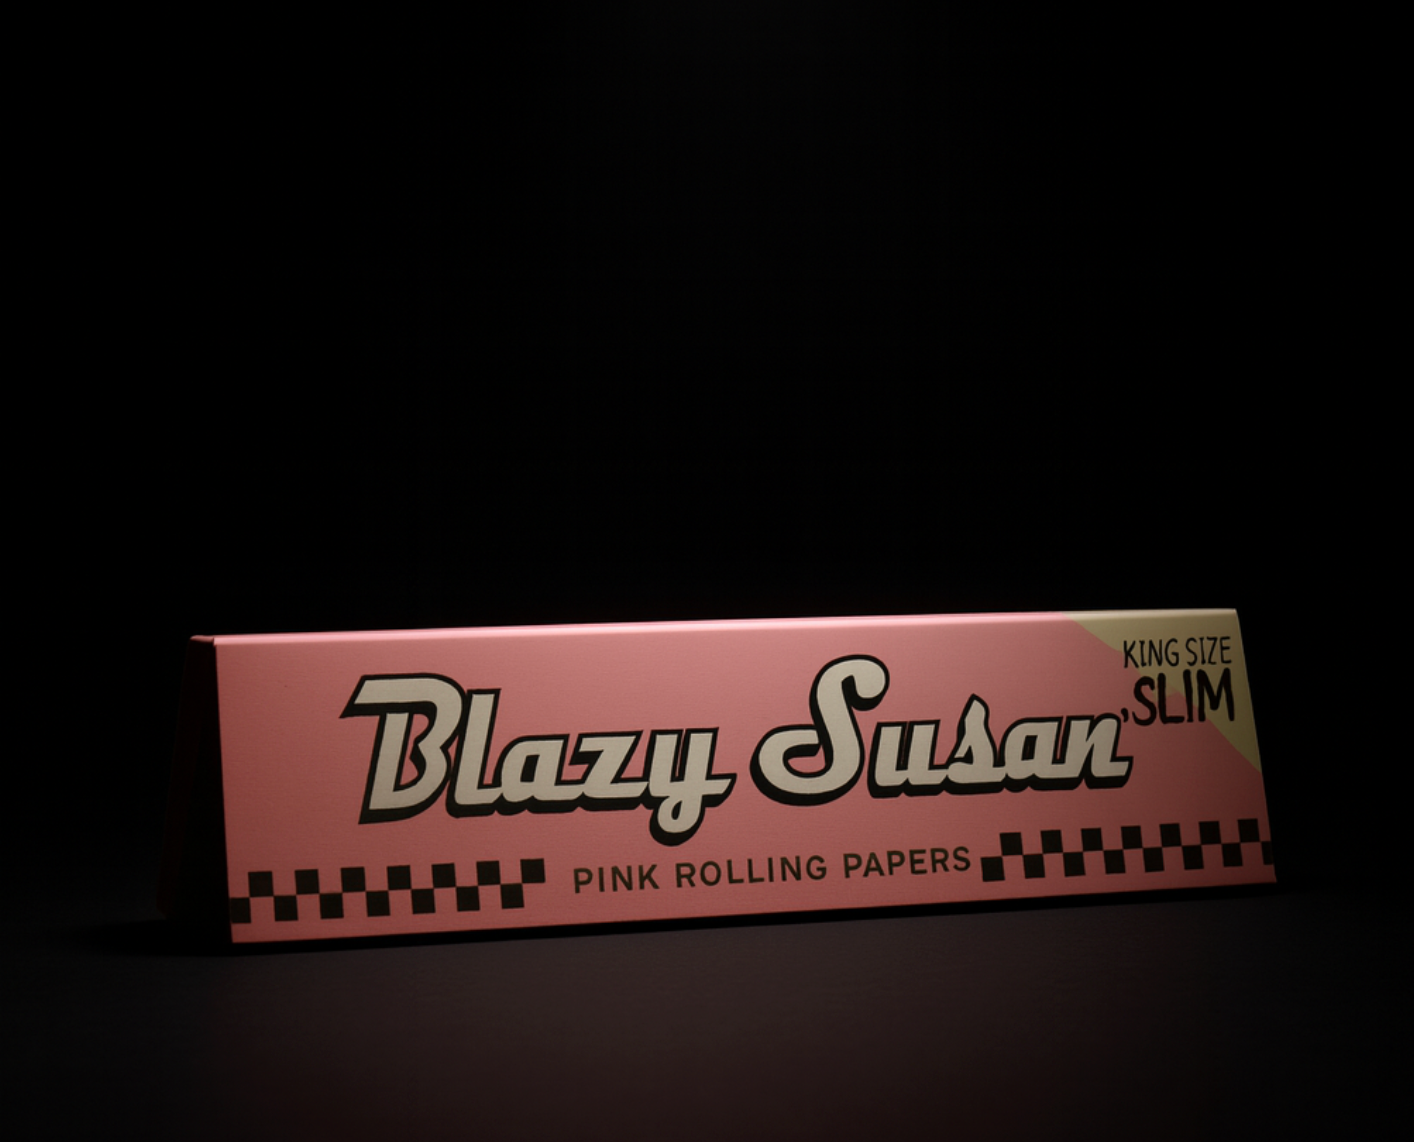 KING SIZE
,SLIM
Blazy Susan
PINK ROLLING PAPERS